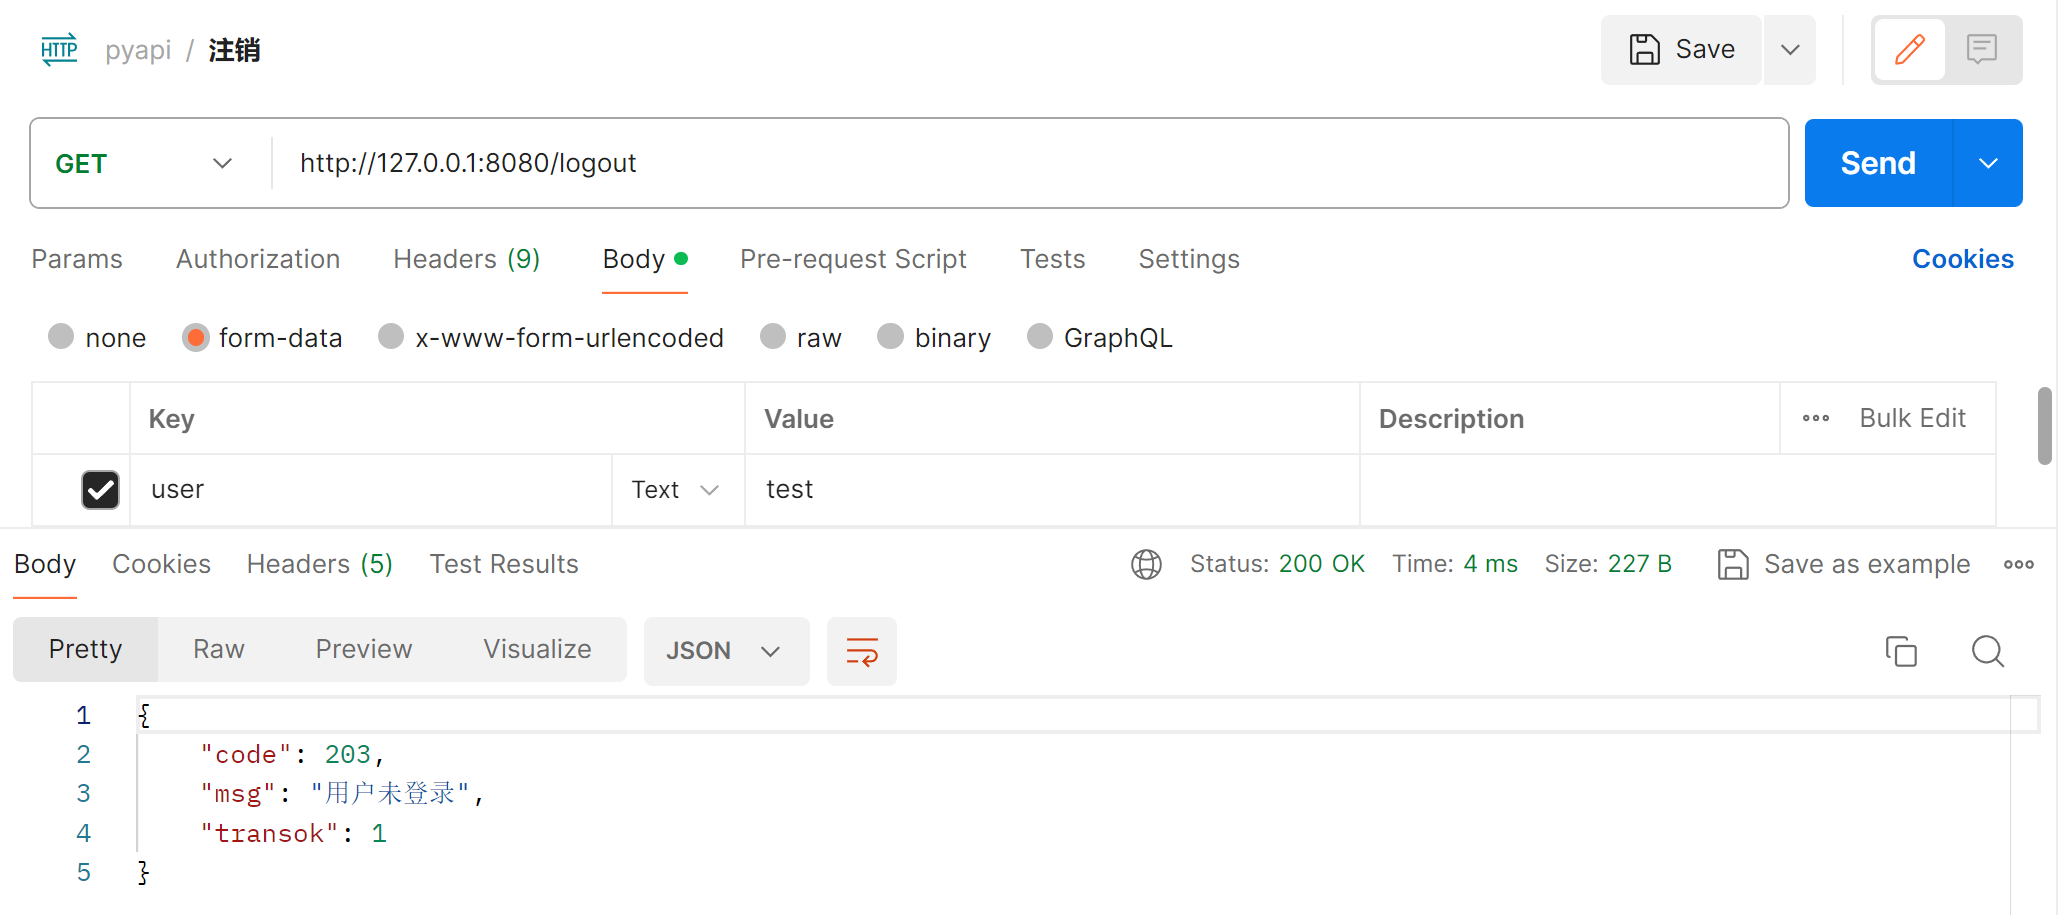 HTTP pyapi / 注销 Save
GET http://127.0.0.1:8080/logout Send
Params Authorization Headers (9) Body Pre-request Script Tests Settings Cookies
none form-data x-www-form-urlencoded raw binary GraphQL
Key Value Description Bulk Edit
user Text test
Body Cookies Headers (5) Test Results Status: 200 OK Time: 4 ms Size: 227 B Save as example
Pretty Raw Preview Visualize JSON
1 {
2 "code": 203,
3 "msg": "用户未登录",
4 "transok": 1
5 }